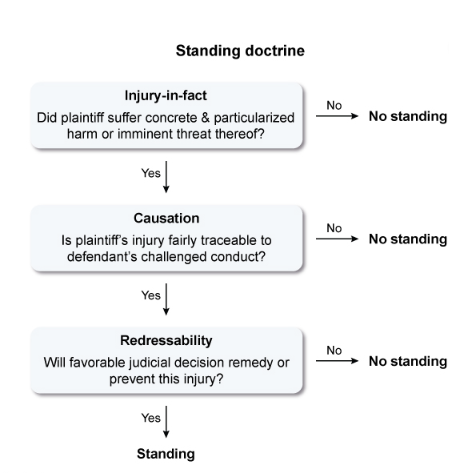 Standing doctrine
Injury-in-fact
Did plaintiff suffer concrete & particularized
harm or imminent threat thereof?
No
No standing
Yes
Causation
Is plaintiff's injury fairly traceable to
defendant's challenged conduct?
No
No standing
Yes
Redressability
Will favorable judicial decision remedy or
prevent this injury?
No
No standing
Yes
Standing